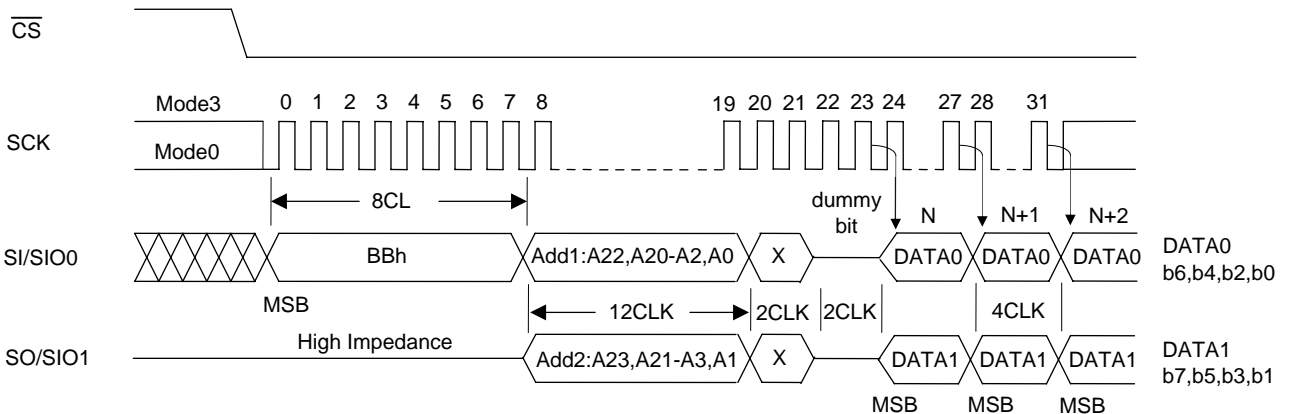 CS
Mode3 0 1 2 3 4 5 6 7 8 19 20 21 22 23 24 27 28 31
SCK
Mode0
8CL
dummy
bit
N N+1 N+2
SI/SIO0 BBh Add1:A22,A20-A2,A0 X DATA0 DATA0 DATA0
DATA0
b6,b4,b2,b0
MSB
12CLK 2CLK 2CLK 4CLK
High Impedance
SO/SIO1 Add2:A23,A21-A3,A1 X DATA1 DATA1 DATA1
DATA1
b7,b5,b3,b1
MSB MSB MSB